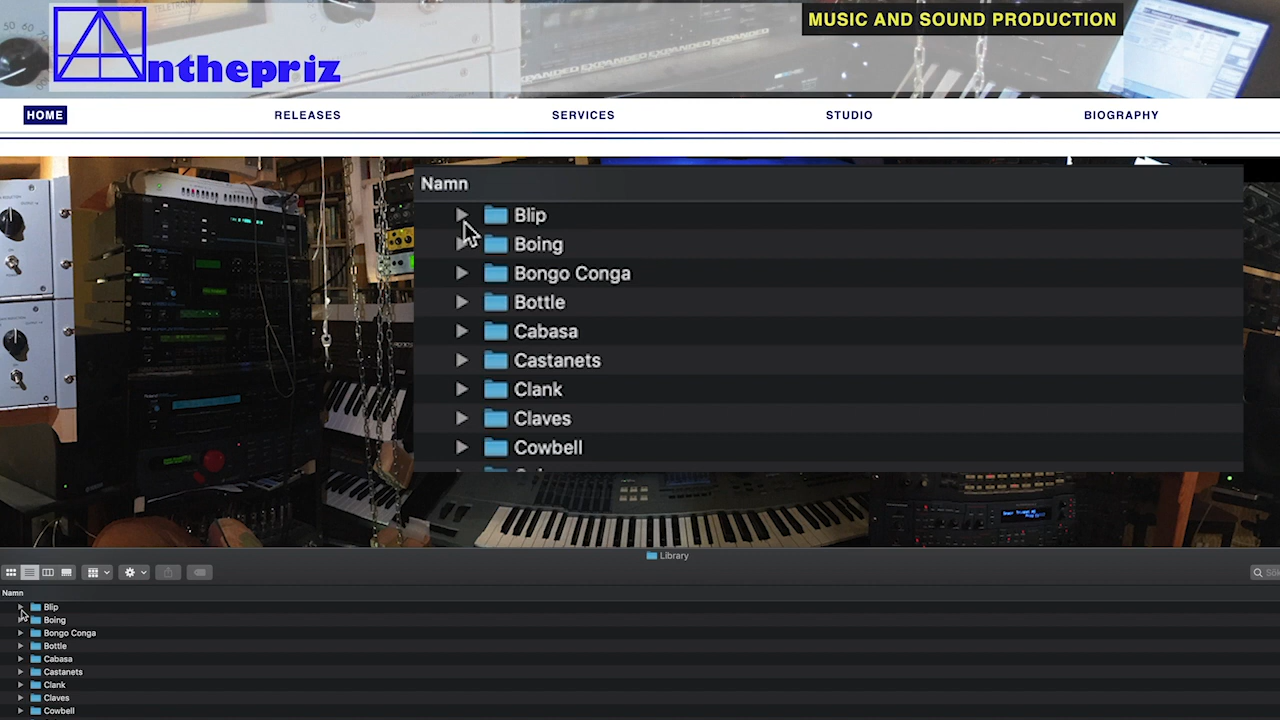 MUSIC AND SOUND PRODUCTION
Anthepriz
HOME RELEASES SERVICES STUDIO BIOGRAPHY
Namn
Blip
Boing
Bongo Conga
Bottle
Cabasa
Castanets
Clank
Claves
Cowbell
Library
Namn
Blip
Boing
Bongo Conga
Bottle
Cabasa
Castanets
Clank
Claves
Cowbell